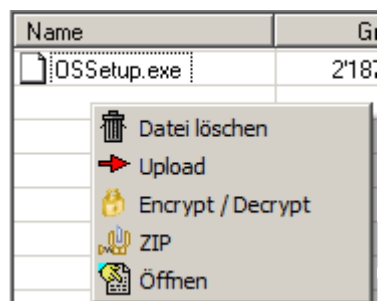 Name Gr
OSSetup.exe 2'187
Datei löschen
Upload
Encrypt / Decrypt
ZIP
Öffnen